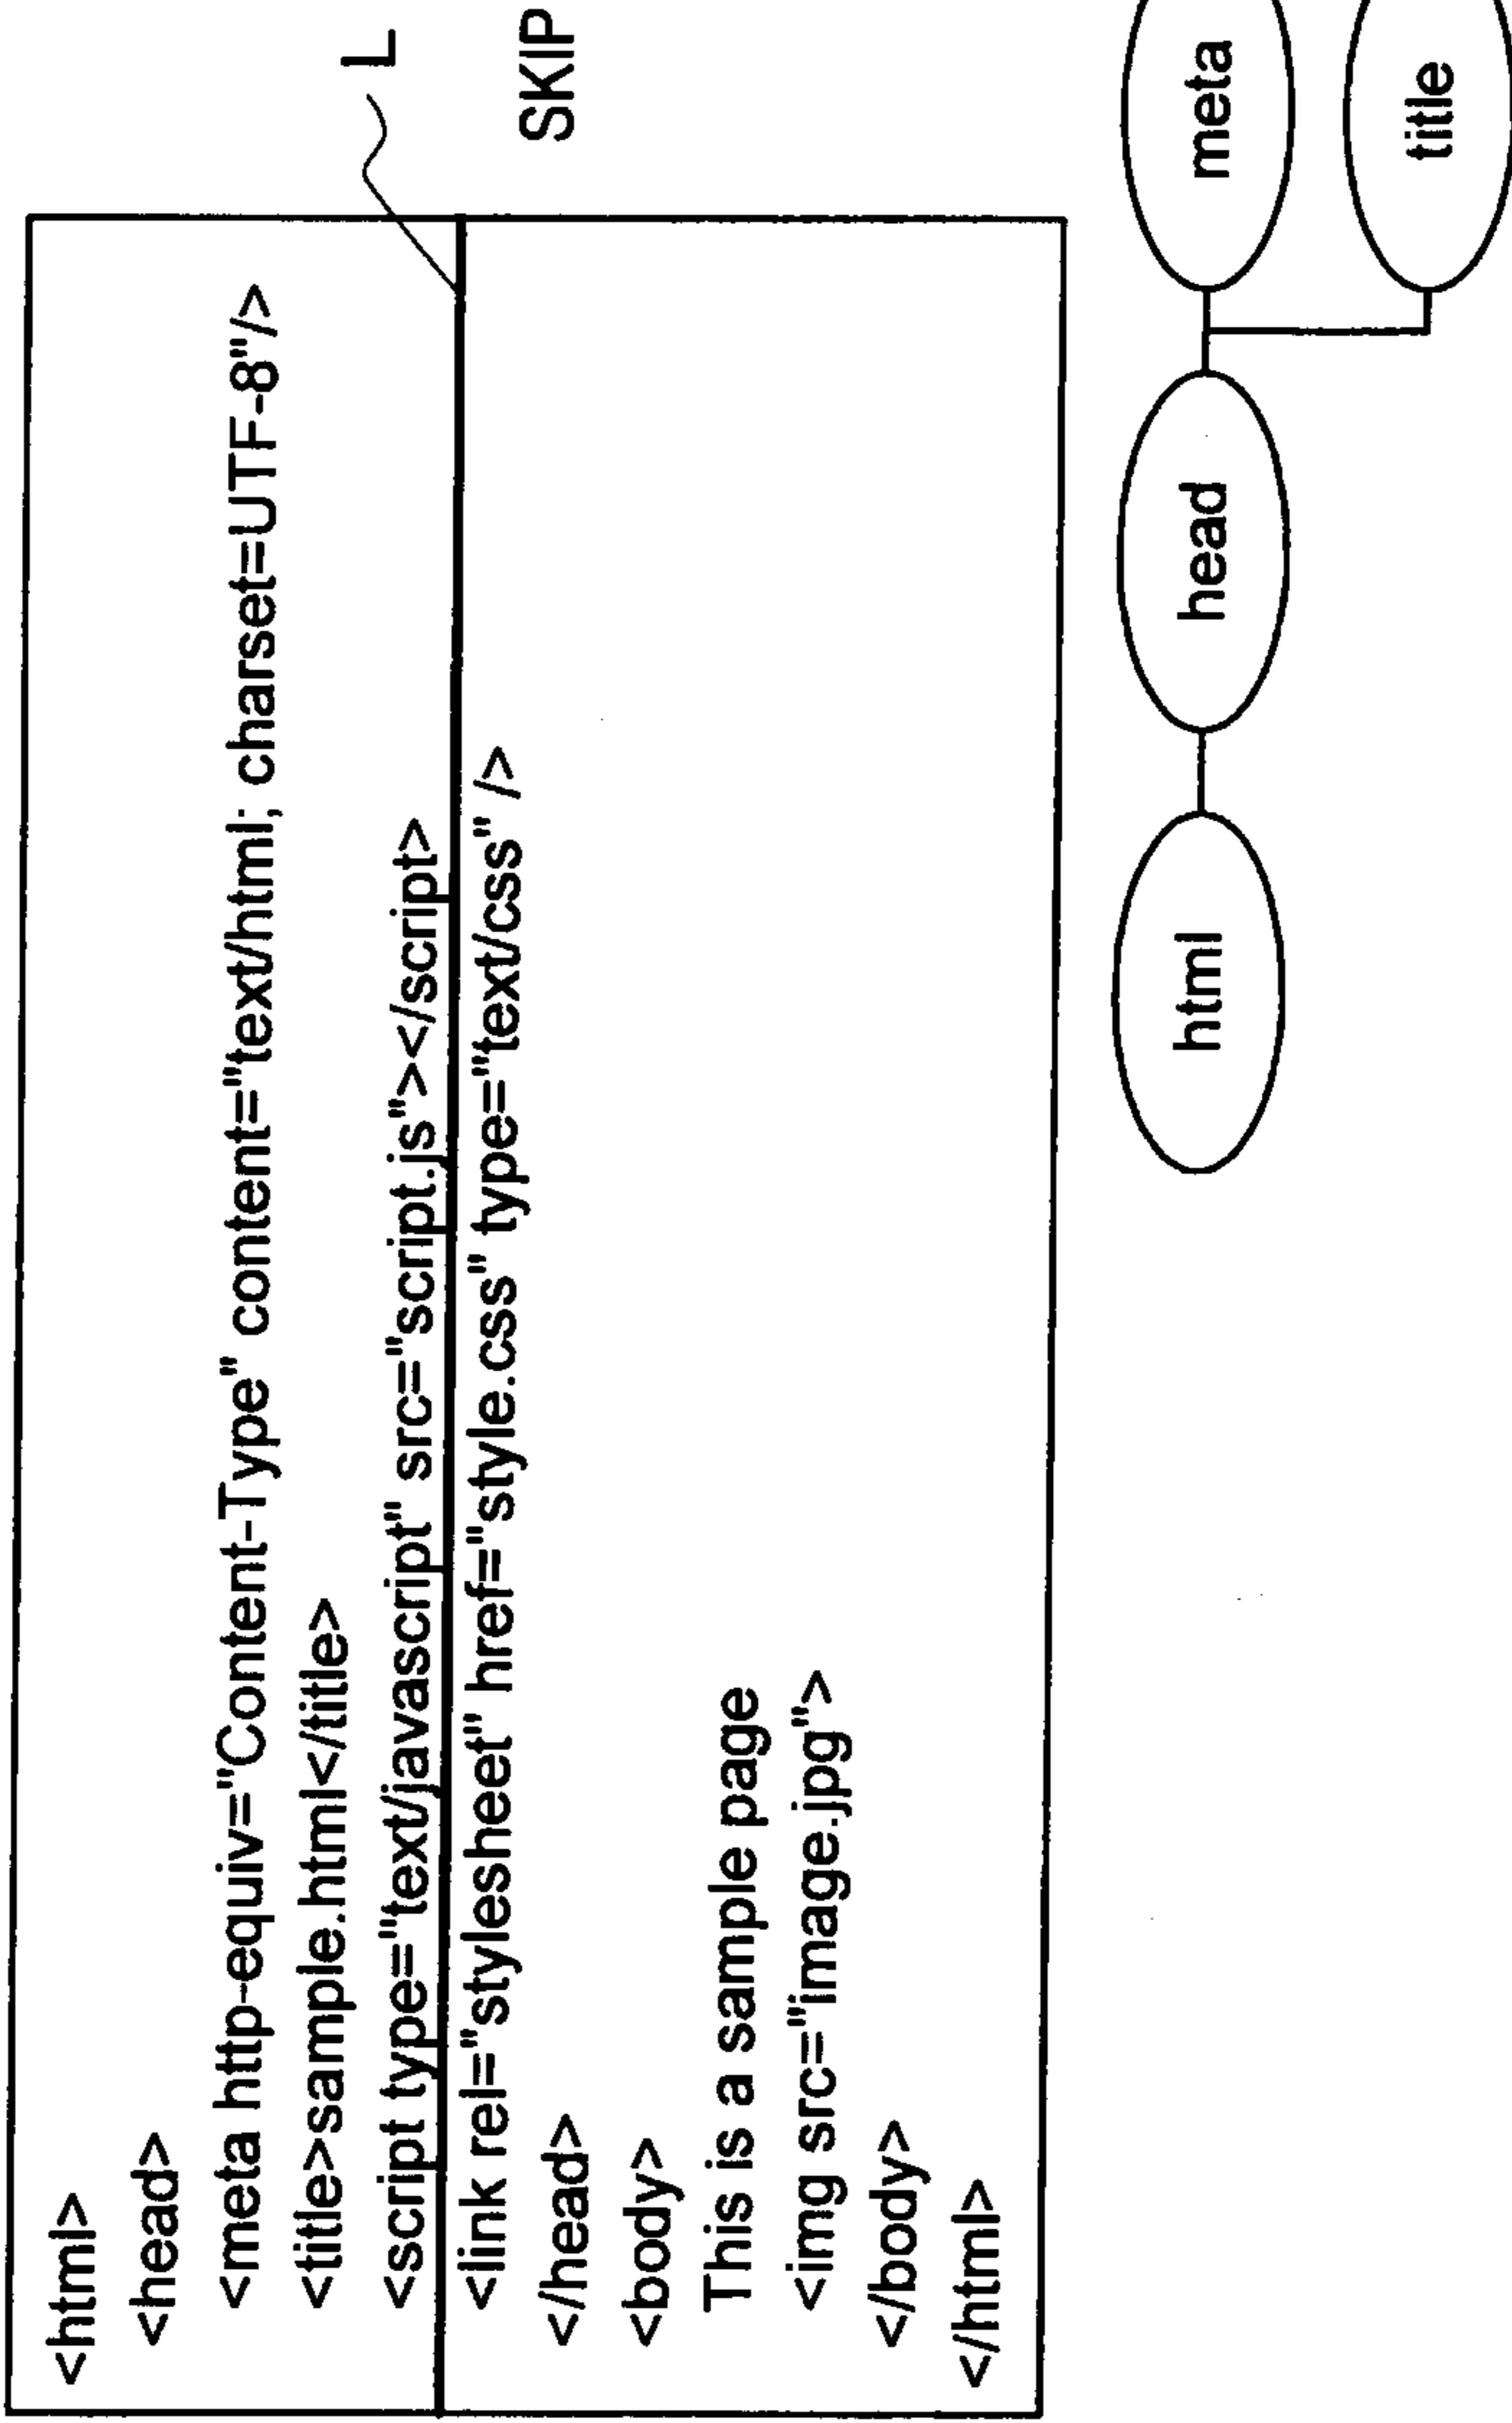 <html>
<head>
<meta http-equiv="Content-Type" content="text/html; charset=UTF-8"/>
<title>sample.html</title>
<script type="text/javascript" src="script.js"></script>
L
<link rel="stylesheet" href="style.css" type="text/css" />
SKIP
</head>
<body>
This is a sample page
<img src="image.jpg">
</body>
</html>
html
head
meta
title